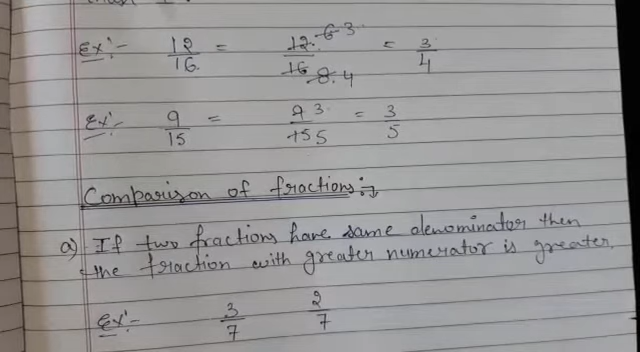 Ex:- 12/16 = 12 6 3/16 8 4 = 3/4
Ex:- 9/15 = 9 3/15 5 = 3/5
Comparison of fractions:-
a) If two fractions have same denominator then
the fraction with greater numerator is greater.
Ex:- 3/7 2/7